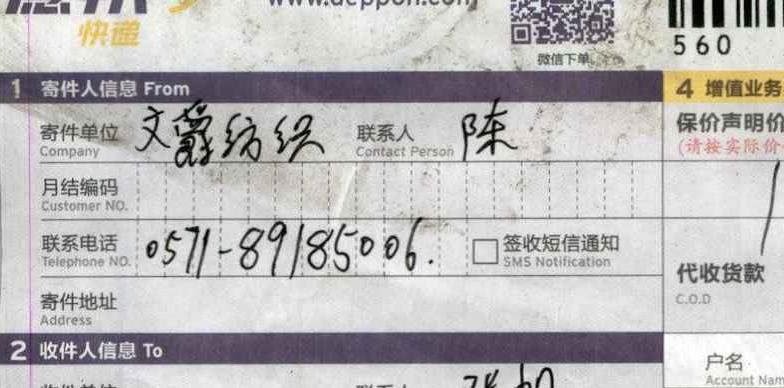 快递
www.deppon.com
微信下单
560
1 寄件人信息 From
4 增值业务
寄件单位 文爵纺织 联系人 陈
Company Contact Person
保价声明价
(请按实际价
月结编码
Customer NO.
联系电话 0571-89185006. 签收短信通知
Telephone NO. SMS Notification
代收货款
C.O.D
寄件地址
Address
2 收件人信息 To
户名
Account Nam